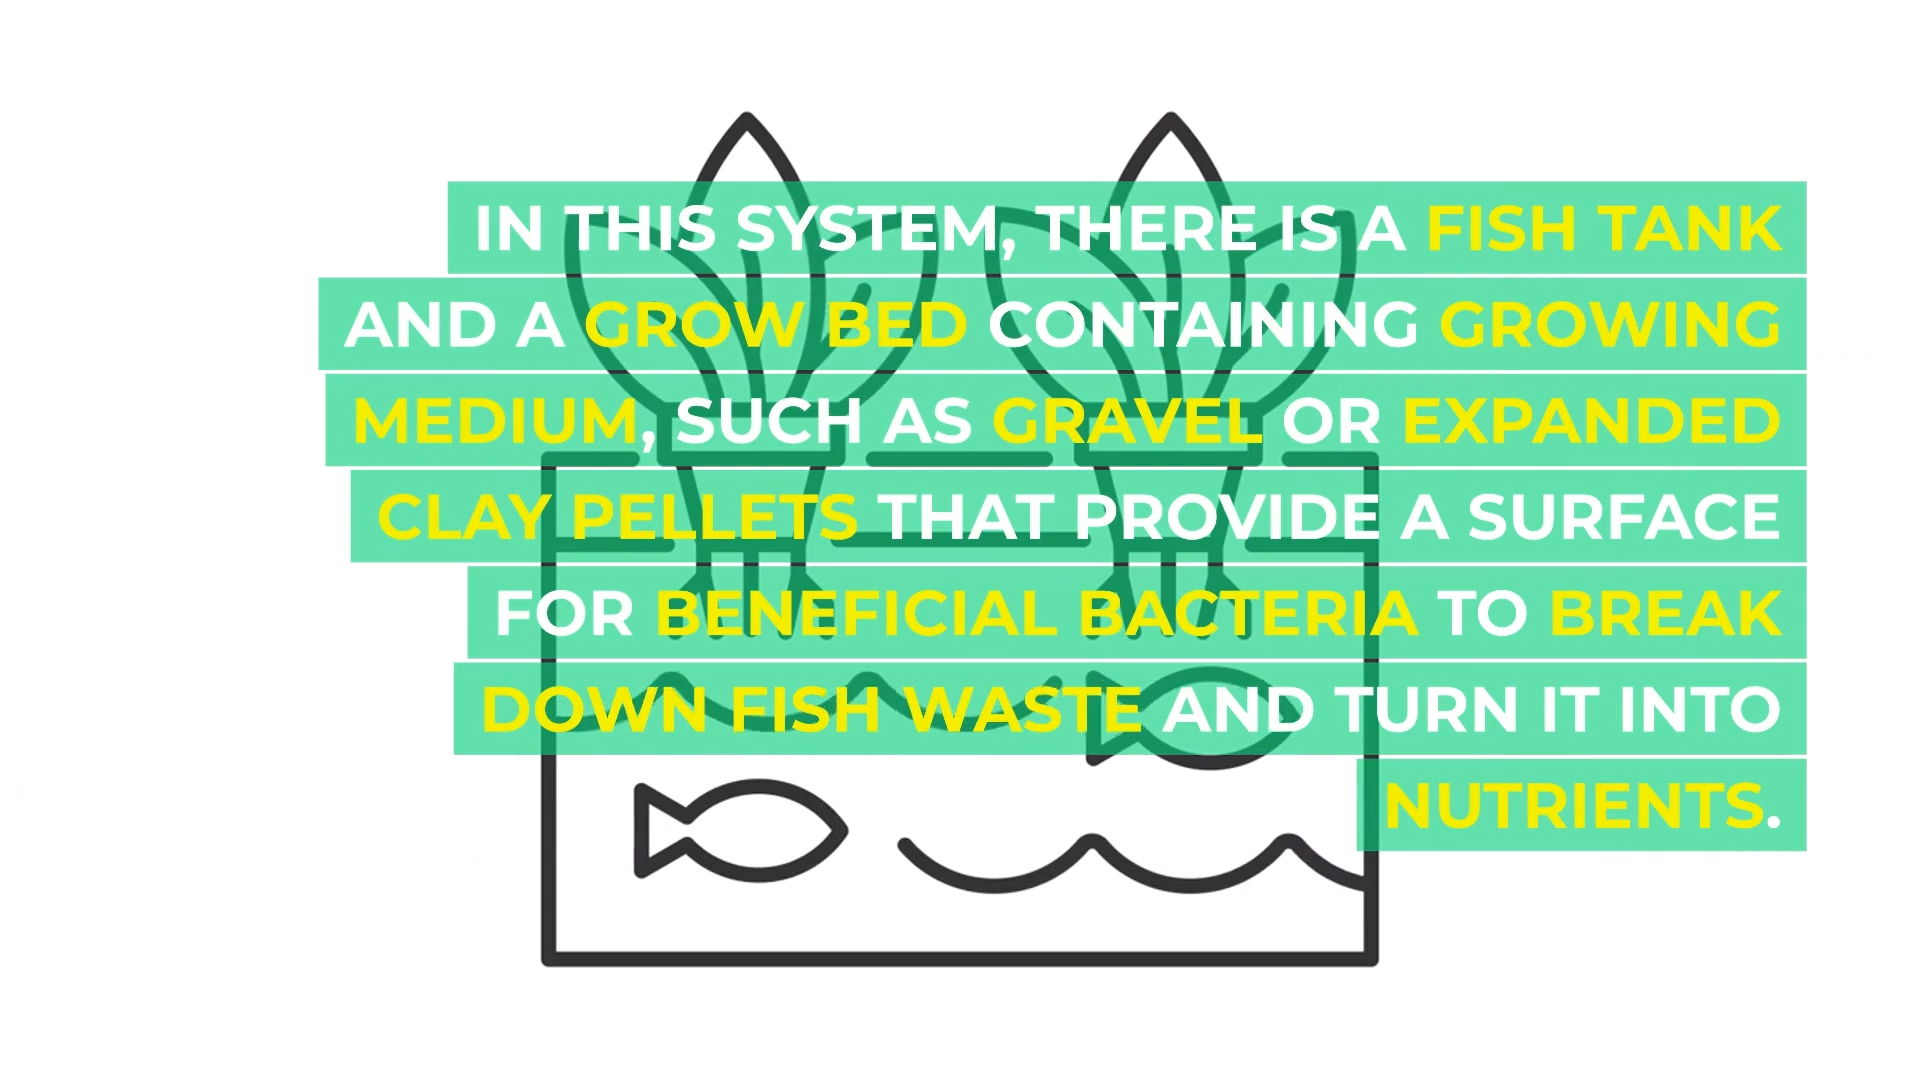 IN THIS SYSTEM, THERE IS A FISH TANK
AND A GROW BED CONTAINING GROWING
MEDIUM, SUCH AS GRAVEL OR EXPANDED
CLAY PELLETS THAT PROVIDE A SURFACE
FOR BENEFICIAL BACTERIA TO BREAK
DOWN FISH WASTE AND TURN IT INTO
NUTRIENTS.